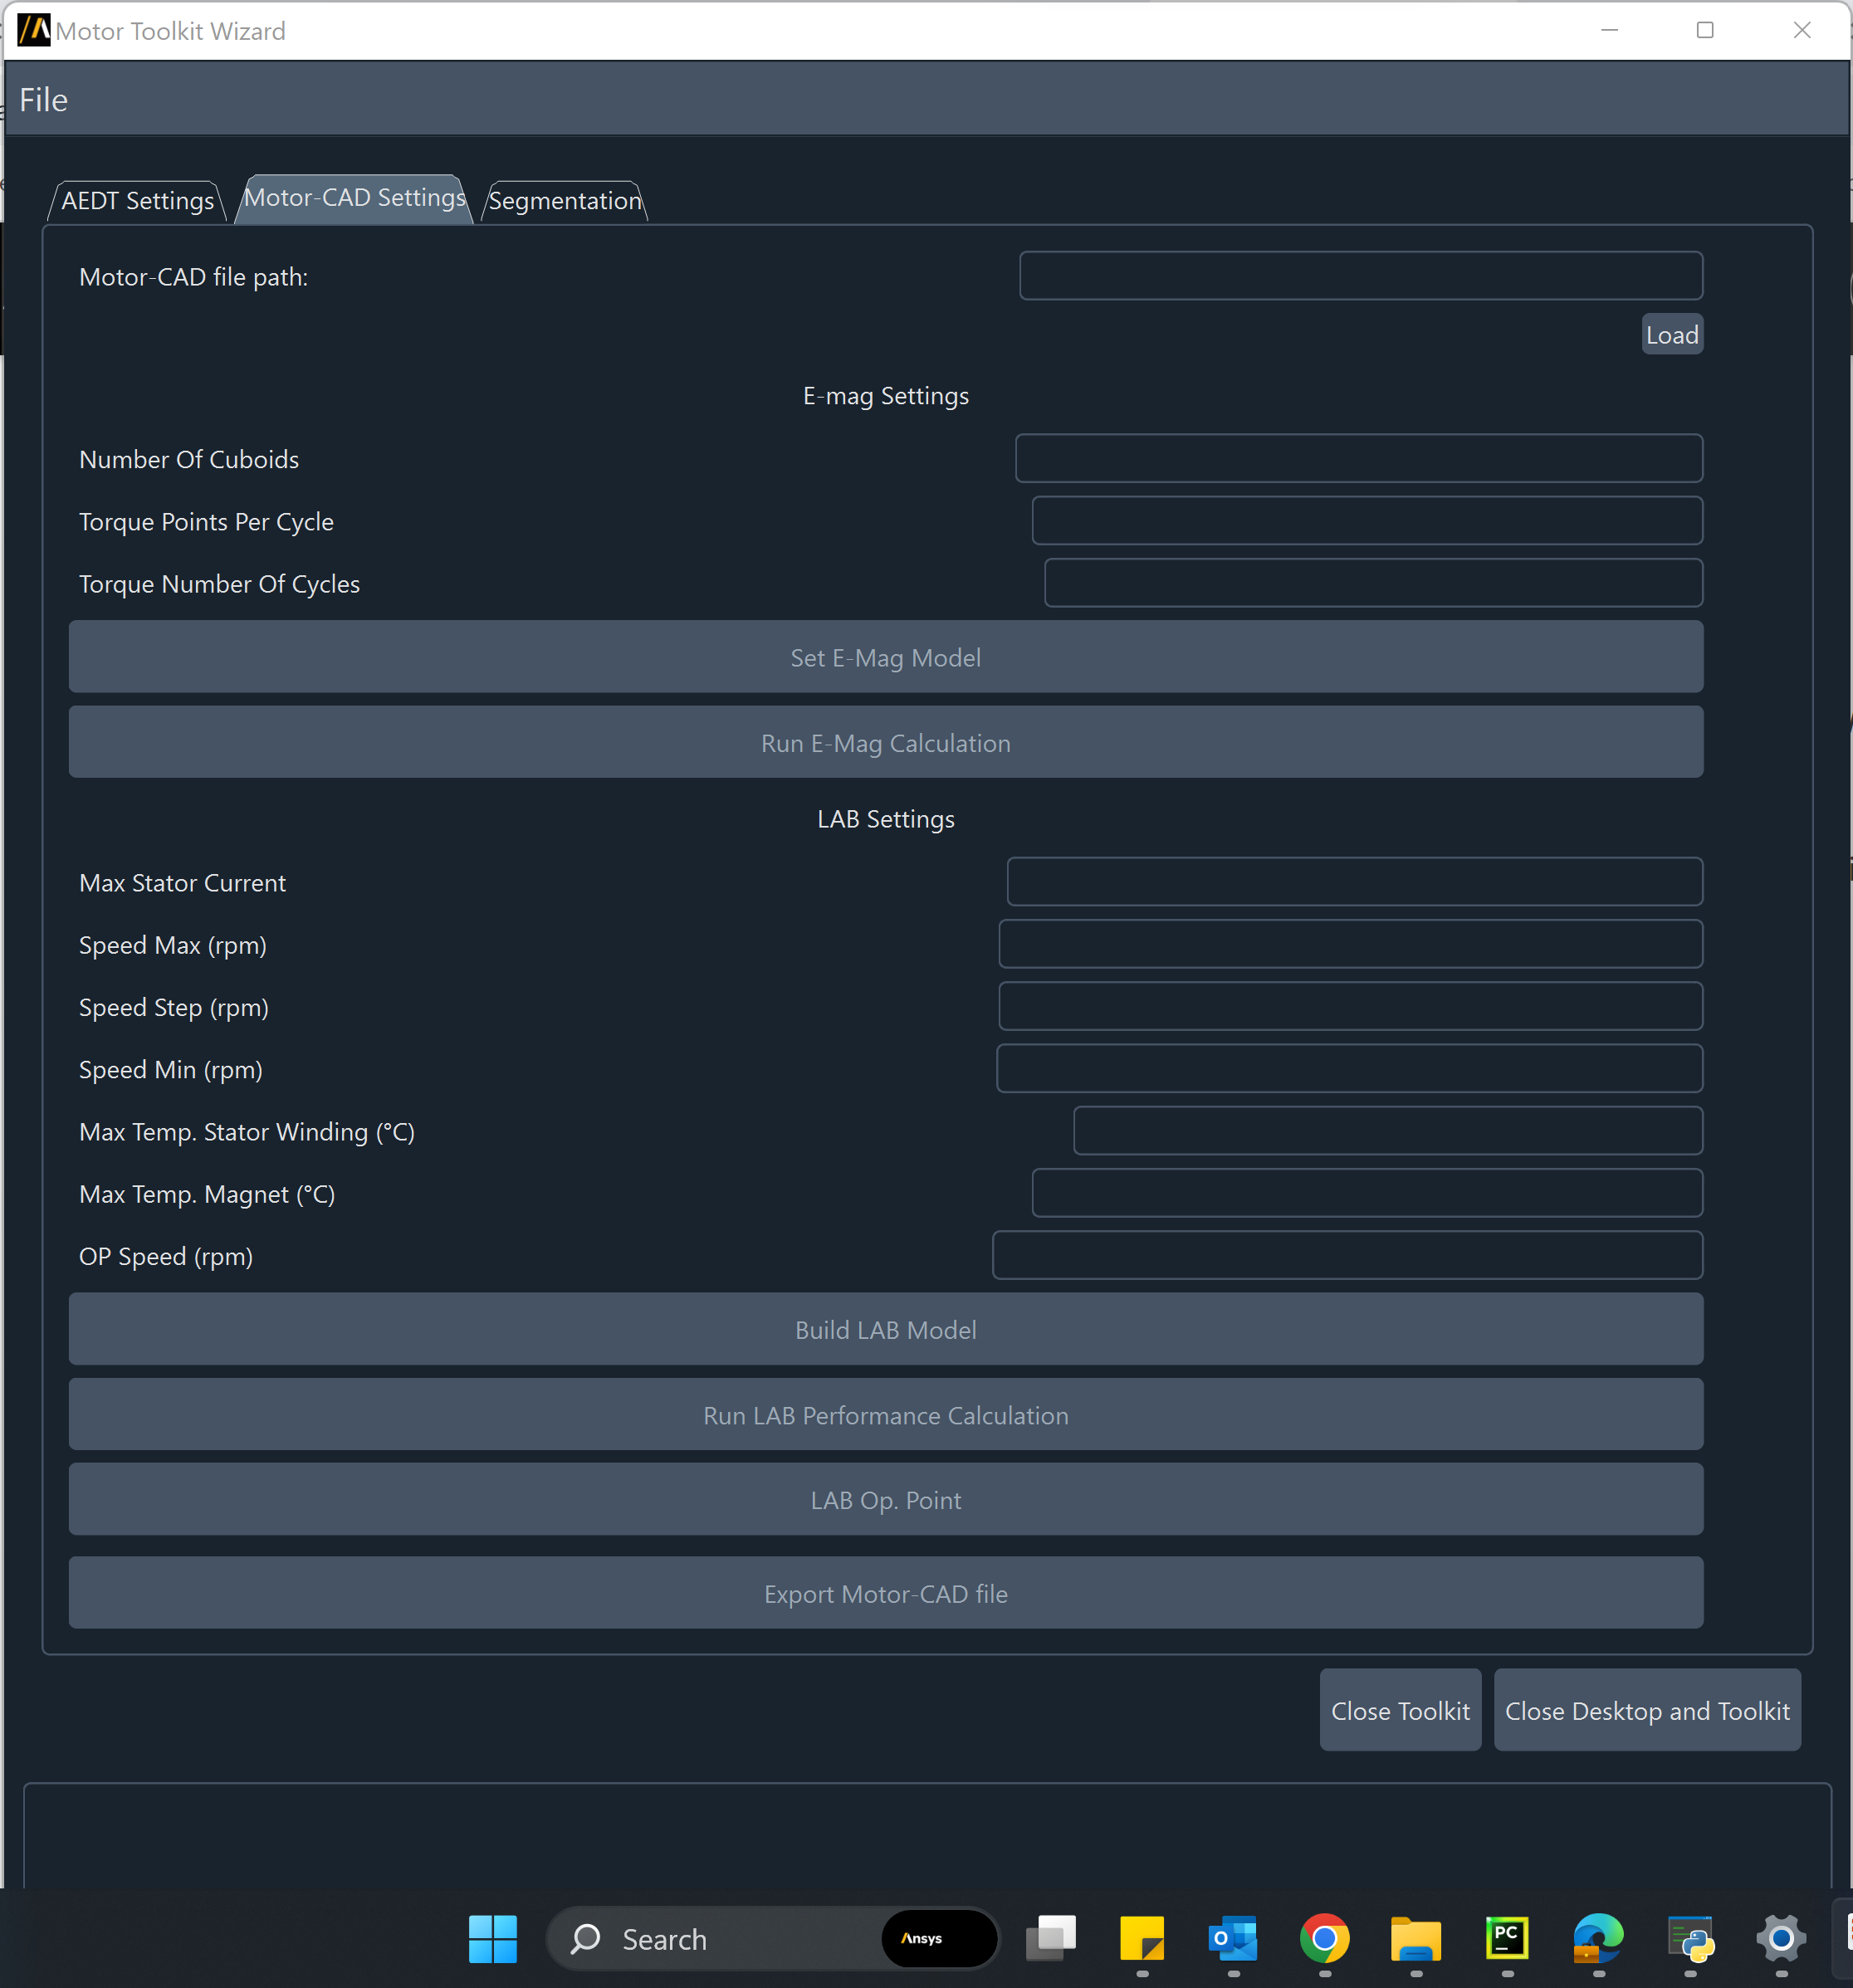 Motor Toolkit Wizard
File
AEDT Settings Motor-CAD Settings Segmentation
Motor-CAD file path:
Load
E-mag Settings
Number Of Cuboids
Torque Points Per Cycle
Torque Number Of Cycles
Set E-Mag Model
Run E-Mag Calculation
LAB Settings
Max Stator Current
Speed Max (rpm)
Speed Step (rpm)
Speed Min (rpm)
Max Temp. Stator Winding (°C)
Max Temp. Magnet (°C)
OP Speed (rpm)
Build LAB Model
Run LAB Performance Calculation
LAB Op. Point
Export Motor-CAD file
Close Toolkit Close Desktop and Toolkit
Search Ansys O PC